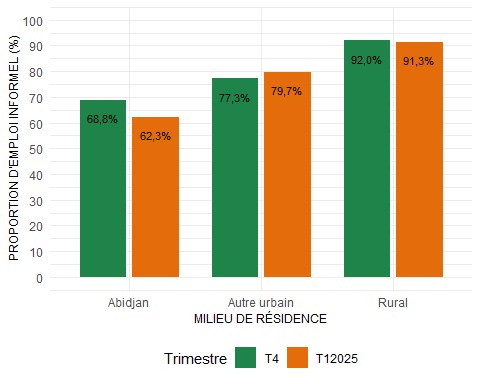 PROPORTION D'EMPLOI INFORMEL (%)
100
90
80
70
60
50
40
30
20
10
0
68,8%
62,3%
77,3%
79,7%
92,0%
91,3%
Abidjan
Autre urbain
Rural
MILIEU DE RÉSIDENCE
Trimestre T4 T12025